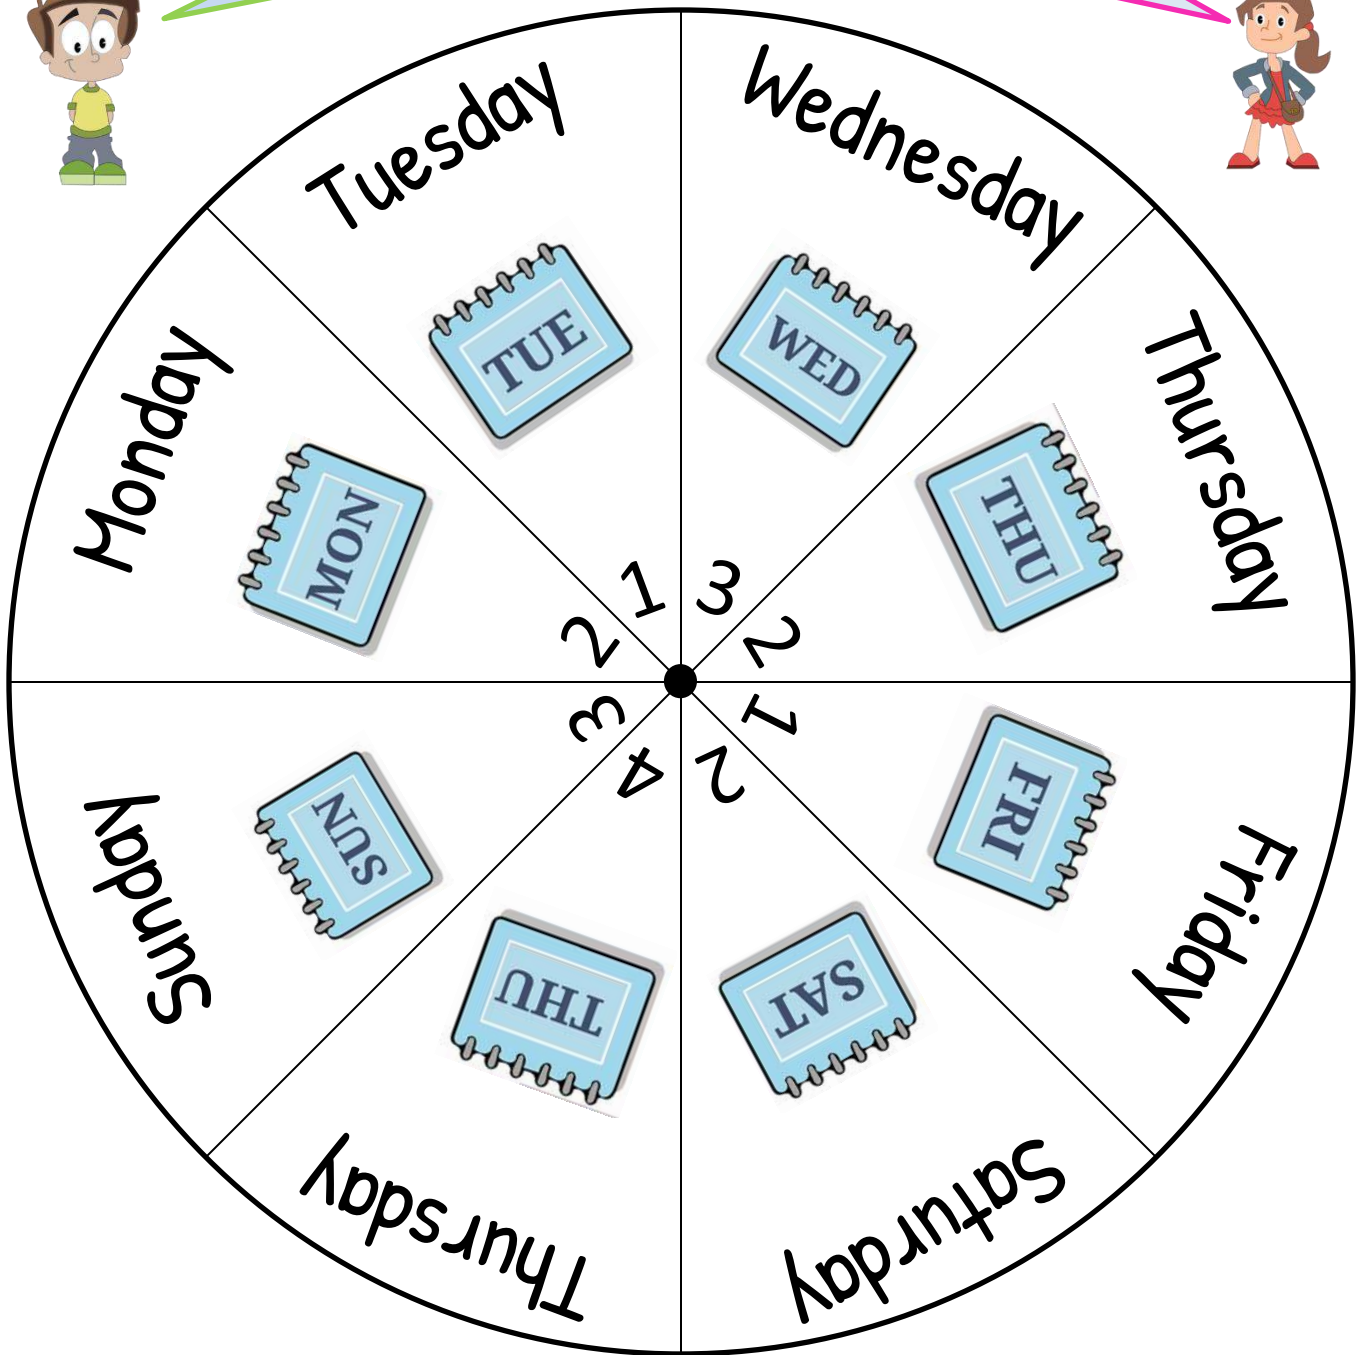 Monday
MON
2
Tuesday
TUE
1
Wednesday
WED
3
Thursday
THU
2
Friday
FRI
1
Saturday
SAT
2
Thursday
THU
4
Sunday
SUN
3